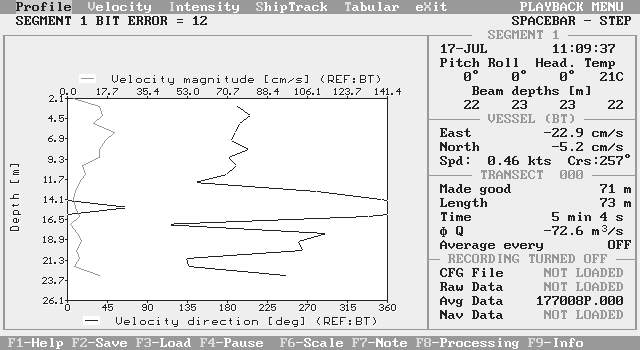 Profile Velocity Intensity ShipTrack Tabular eXit PLAYBACK MENU
SEGMENT 1 BIT ERROR = 12 SPACEBAR - STEP
SEGMENT 1
17-JUL 11:09:37
Pitch Roll Head. Temp
0° 0° 0° 21C
Beam depths [m]
22 23 23 22
VESSEL (BT)
East -22.9 cm/s
North -5.2 cm/s
Spd: 0.46 kts Crs:257°
TRANSECT 000
Made good 71 m
Length 73 m
Time 5 min 4 s
ϕ Q -72.6 m³/s
Average every OFF
RECORDING TURNED OFF
CFG File NOT LOADED
Raw Data NOT LOADED
Avg Data 177008P.000
Nav Data NOT LOADED
Velocity magnitude [cm/s] (REF:BT)
0.0 17.7 35.4 53.0 70.7 88.4 106.1 123.7 141.4
Depth [m]
2.1
4.5
6.9
9.3
11.7
14.1
16.5
18.9
21.3
23.7
26.1
0 45 90 135 180 225 270 315 360
Velocity direction [deg] (REF:BT)
F1-Help F2-Save F3-Load F4-Pause F6-Scale F7-Note F8-Processing F9-Info